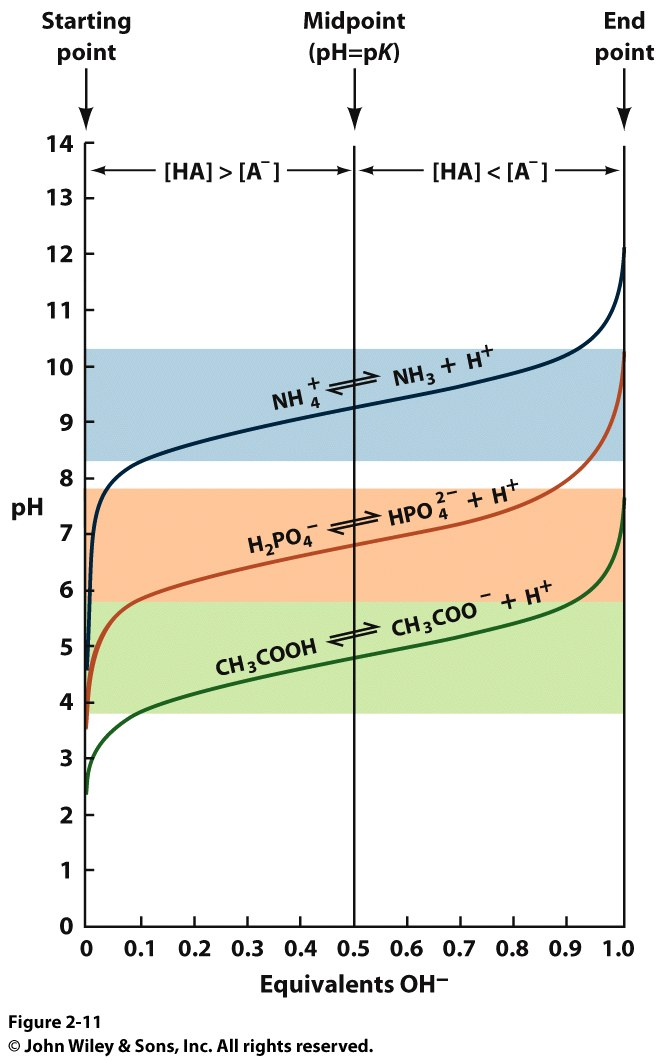 Starting point
Midpoint (pH=pK)
End point
14
[HA] > [A⁻]
[HA] < [A⁻]
13
12
11
10
NH₄⁺ ⇌ NH₃ + H⁺
9
8
pH
7
H₂PO₄⁻ ⇌ HPO₄²⁻ + H⁺
6
5
CH₃COOH ⇌ CH₃COO⁻ + H⁺
4
3
2
1
0
0 0.1 0.2 0.3 0.4 0.5 0.6 0.7 0.8 0.9 1.0
Equivalents OH⁻
Figure 2-11
© John Wiley & Sons, Inc. All rights reserved.